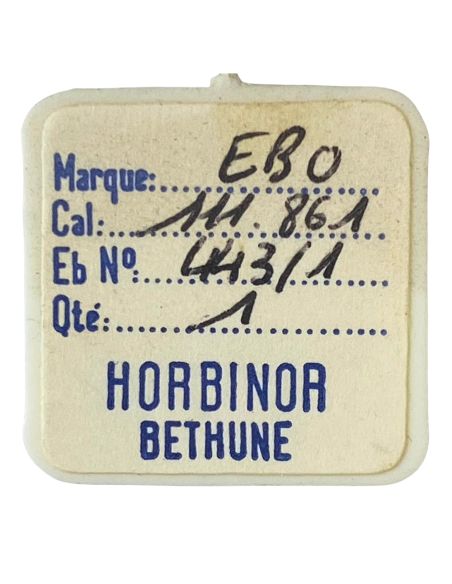 Marque: EBO
Cal: 111.861
Eb Nº: 443/1
Qté: 1
HORBINOR
BETHUNE